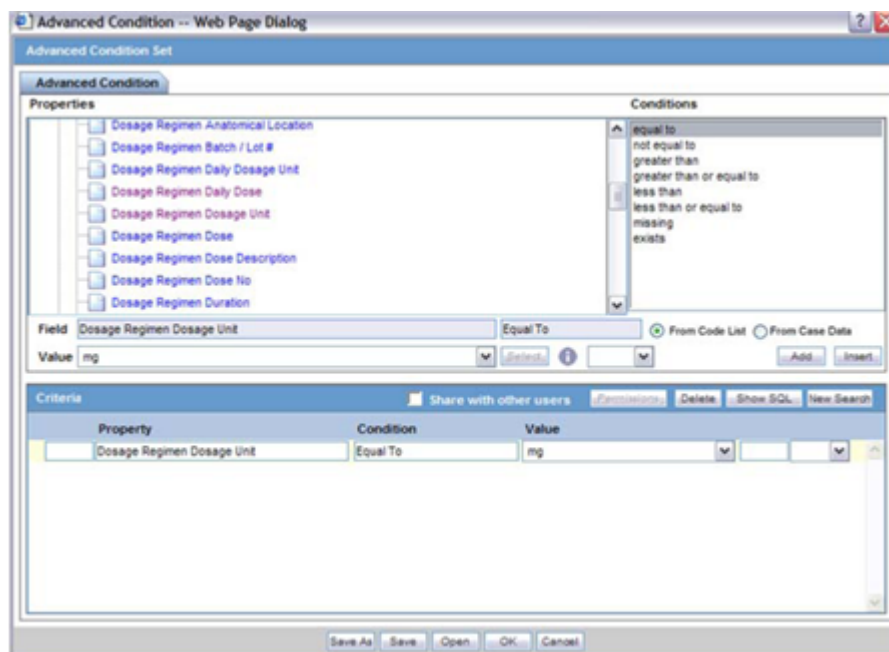 Advanced Condition -- Web Page Dialog
Advanced Condition Set
Advanced Condition
Properties Conditions
Dosage Regimen Anatomical Location
Dosage Regimen Batch / Lot #
Dosage Regimen Daily Dosage Unit
Dosage Regimen Daily Dose
Dosage Regimen Dosage Unit
Dosage Regimen Dose
Dosage Regimen Dose Description
Dosage Regimen Dose No
Dosage Regimen Duration
equal to
not equal to
greater than
greater than or equal to
less than
less than or equal to
missing
exists
Field Dosage Regimen Dosage Unit Equal To From Code List From Case Data
Value mg Select Add Insert
Criteria Share with other users Permissions Delete Show SQL New Search
Property Condition Value
Dosage Regimen Dosage Unit Equal To mg
Save As Save Open OK Cancel